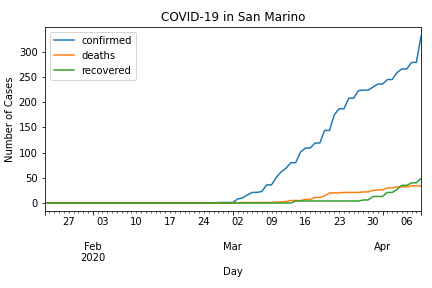 COVID-19 in San Marino
confirmed
deaths
recovered
Number of Cases
300
250
200
150
100
50
0
27 03 10 17 24 02 09 16 23 30 06
Feb Mar Apr
2020
Day